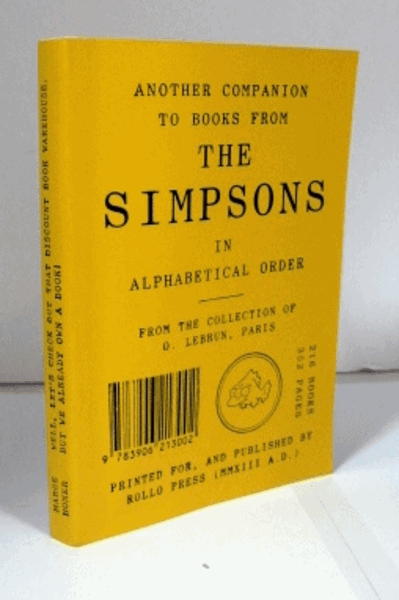 ANOTHER COMPANION
TO BOOKS FROM
THE
SIMPSONS
IN
ALPHABETICAL ORDER
FROM THE COLLECTION OF
O. LEBRUN, PARIS
216 BOOKS
352 PAGES
9 783906 213002
PRINTED FOR, AND PUBLISHED BY
ROLLO PRESS (MMXIII A.D.)
MARGE WELL, LET'S CHECK OUT THAT DISCOUNT BOOK WAREHOUSE.
HOMER BUT WE ALREADY OWN A BOOK!